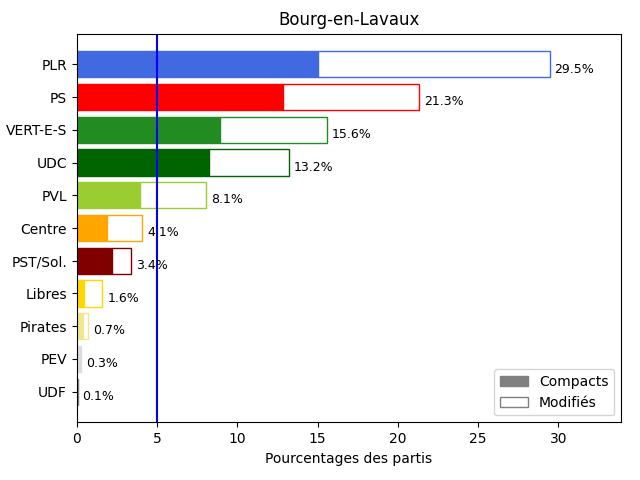 Bourg-en-Lavaux
PLR 29.5%
PS 21.3%
VERT-E-S 15.6%
UDC 13.2%
PVL 8.1%
Centre 4.1%
PST/Sol. 3.4%
Libres 1.6%
Pirates 0.7%
PEV 0.3%
UDF 0.1%
Compacts
Modifiés
0 5 10 15 20 25 30
Pourcentages des partis